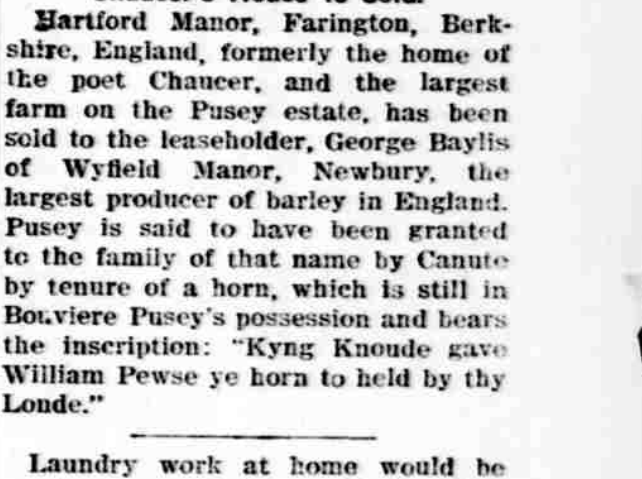 Hartford Manor, Farington, Berk-
shire, England, formerly the home of
the poet Chaucer, and the largest
farm on the Pusey estate, has been
sold to the leaseholder, George Baylis
of Wyfield Manor, Newbury, the
largest producer of barley in England.
Pusey is said to have been granted
to the family of that name by Canute
by tenure of a horn, which is still in
Bouviere Pusey's possession and bears
the inscription: "Kyng Knoude gave
William Pewse ye horn to held by thy
Londe."
Laundry work at home would be